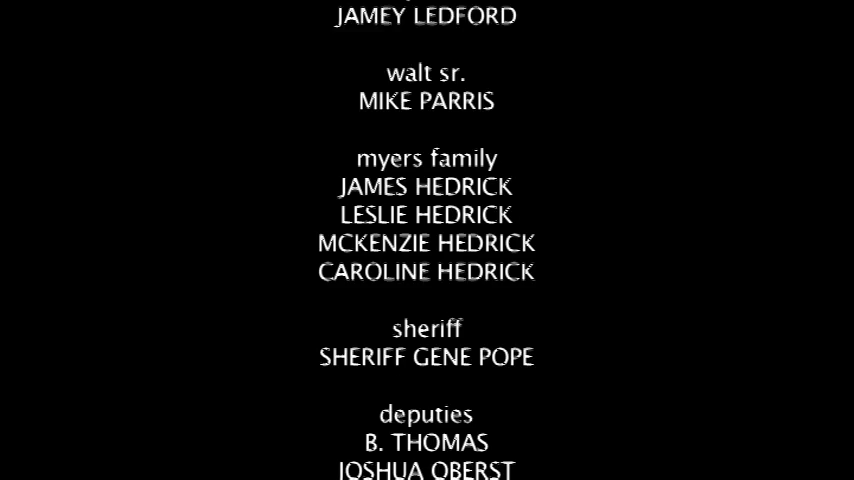 JAMEY LEDFORD
walt sr.
MIKE PARRIS
myers family
JAMES HEDRICK
LESLIE HEDRICK
MCKENZIE HEDRICK
CAROLINE HEDRICK
sheriff
SHERIFF GENE POPE
deputies
B. THOMAS
JOSHUA OBERST